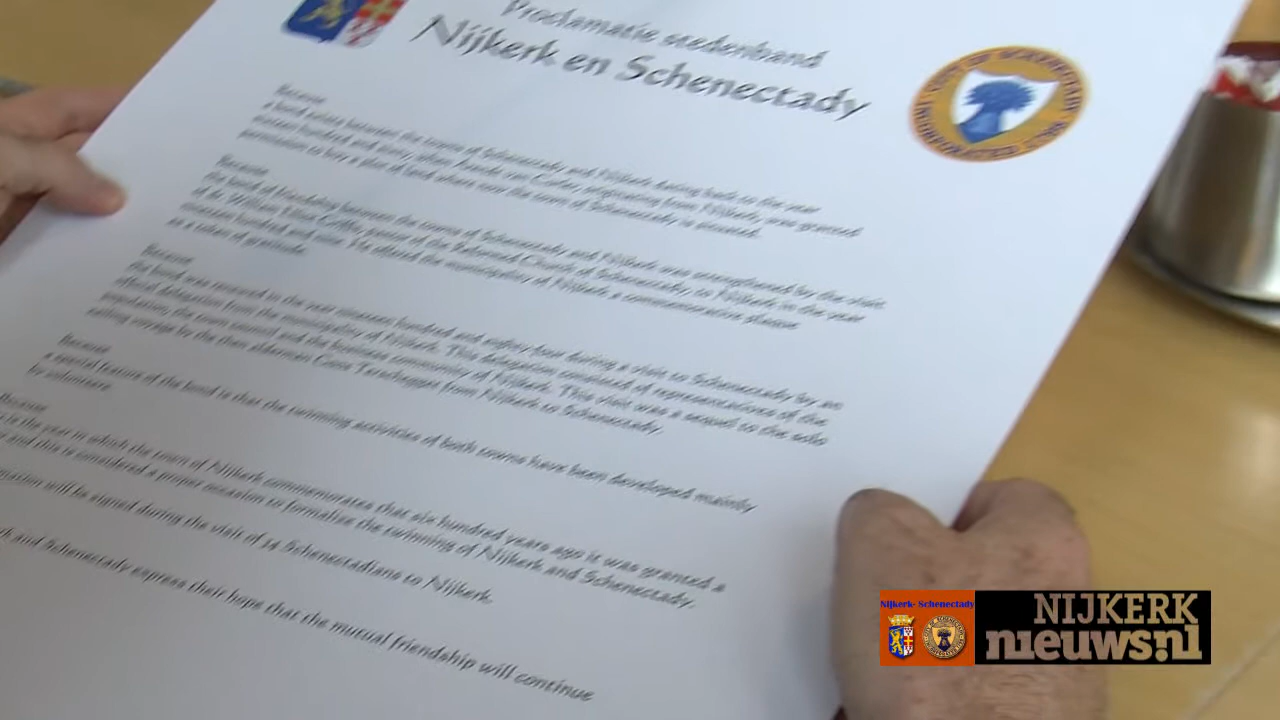 Proclamatie stedenband
Nijkerk en Schenectady
CITY OF SCHENECTADY
Because
a bond exists between the towns of Schenectady and Nijkerk dating back to the year
sixteen hundred and sixty, when Arendt van Curler, originating from Nijkerk, was granted
permission to buy a plot of land where now the town of Schenectady is situated.
Because
the bond of friendship between the towns of Schenectady and Nijkerk was strengthened by the visit
of dr. William Elliot Griffis, pastor of the Reformed Church of Schenectady, to Nijkerk in the year
nineteen hundred and nine. He offered the municipality of Nijkerk a commemorative plaque
as a token of gratitude.
Because
the bond was renewed in the year nineteen hundred and eighty-four during a visit to Schenectady by an
official delegation from the municipality of Nijkerk. This delegation consisted of representatives of the
population, the town council and the business community of Nijkerk. This visit was a sequel to the solo
sailing voyage by the then alderman Coos Terschegget from Nijkerk to Schenectady.
Because
a special feature of the bond is that the twinning activities of both towns have been developed mainly
by volunteers.
Because
is the year in which the town of Nijkerk commemorates that six hundred years ago it was granted a
and this is considered a proper occasion to formalise the twinning of Nijkerk and Schenectady.
will be signed during the visit of 34 Schenectadians to Nijkerk.
and Schenectady express their hope that the mutual friendship will continue
Nijkerk- Schenectady
NIJKERK
nieuws.nl